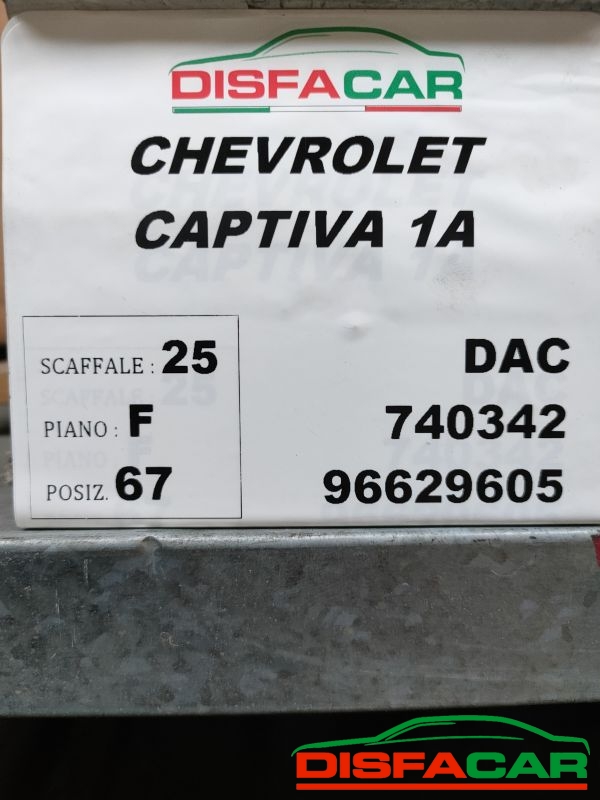 DISFACAR
CHEVROLET
CAPTIVA 1A
SCAFFALE : 25
PIANO : F
POSIZ. 67
DAC
740342
96629605
DISFACAR